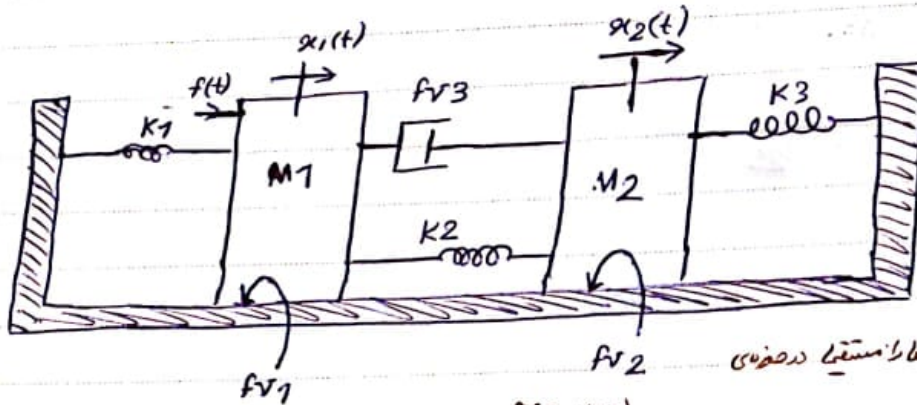 x₁(t)
x₂(t)
f(t)
fv3
K1
K3
M1
M2
K2
fv1
fv2